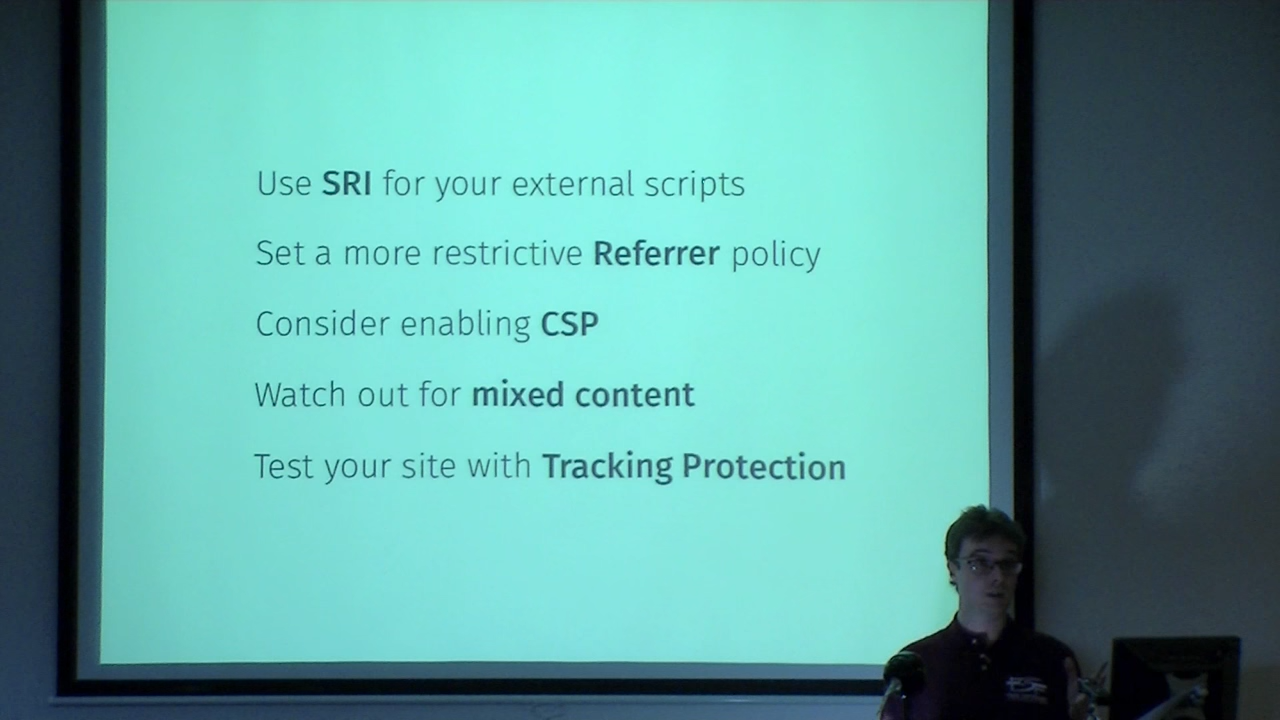 Use SRI for your external scripts
Set a more restrictive Referrer policy
Consider enabling CSP
Watch out for mixed content
Test your site with Tracking Protection